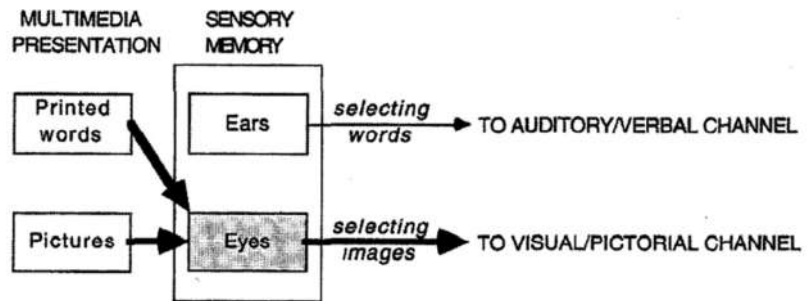 MULTIMEDIA SENSORY
PRESENTATION MEMORY
Printed
words
Ears
selecting
words
TO AUDITORY/VERBAL CHANNEL
Pictures
Eyes
selecting
images
TO VISUAL/PICTORIAL CHANNEL